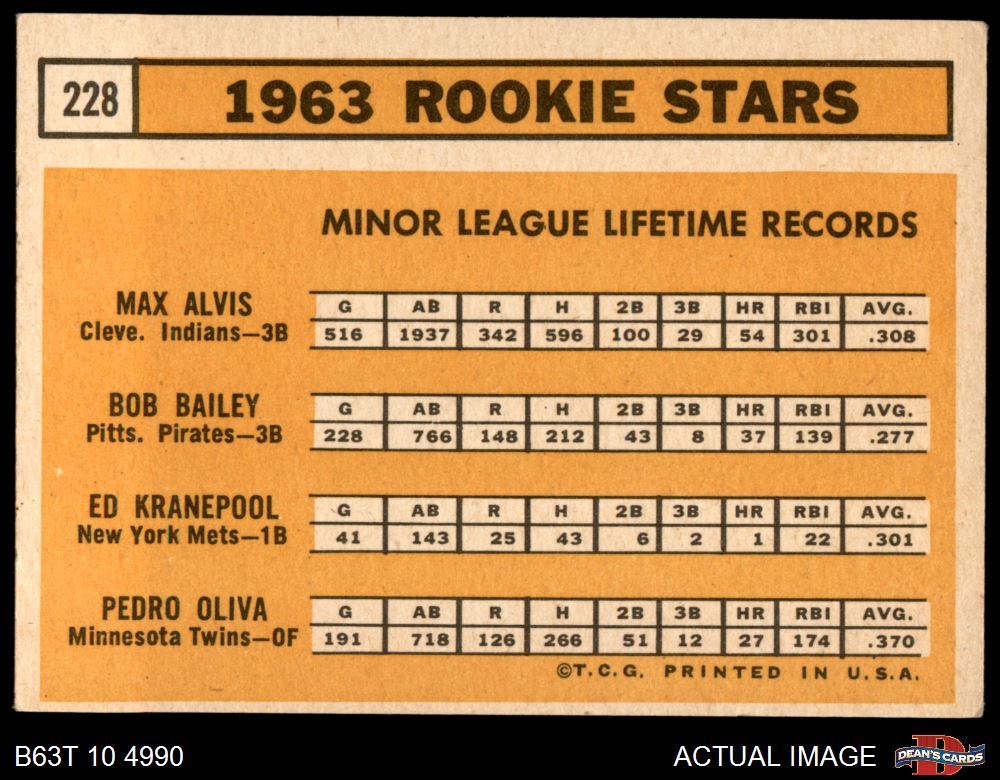 228 1963 ROOKIE STARS
MINOR LEAGUE LIFETIME RECORDS
MAX ALVIS
Cleve. Indians—3B
G AB R H 2B 3B HR RBI AVG.
516 1937 342 596 100 29 54 301 .308
BOB BAILEY
Pitts. Pirates—3B
G AB R H 2B 3B HR RBI AVG.
228 766 148 212 43 8 37 139 .277
ED KRANEPOOL
New York Mets—1B
G AB R H 2B 3B HR RBI AVG.
41 143 25 43 6 2 1 22 .301
PEDRO OLIVA
Minnesota Twins—OF
G AB R H 2B 3B HR RBI AVG.
191 718 126 266 51 12 27 174 .370
©T.C.G. PRINTED IN U.S.A.
B63T 10 4990
ACTUAL IMAGE
D
DEAN'S CARDS